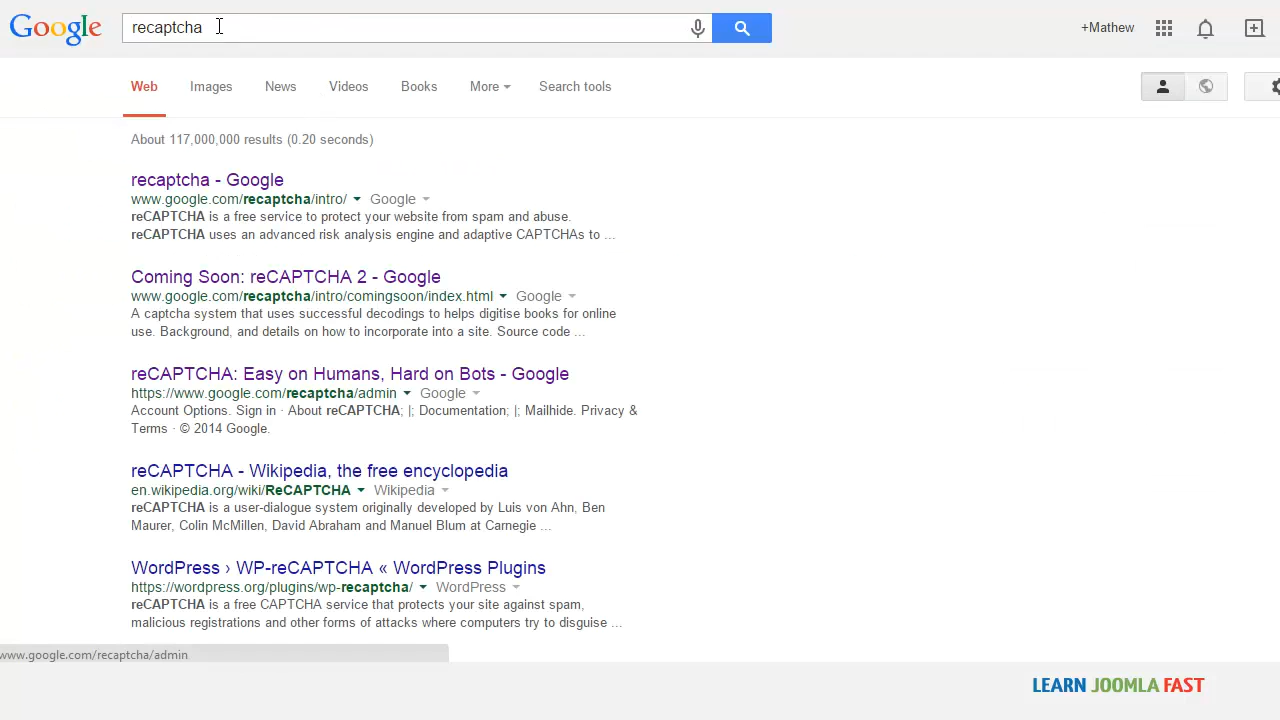 Google recaptcha +Mathew
Web Images News Videos Books More Search tools
About 117,000,000 results (0.20 seconds)
recaptcha - Google
www.google.com/recaptcha/intro/ Google
reCAPTCHA is a free service to protect your website from spam and abuse.
reCAPTCHA uses an advanced risk analysis engine and adaptive CAPTCHAs to ...
Coming Soon: reCAPTCHA 2 - Google
www.google.com/recaptcha/intro/comingsoon/index.html Google
A captcha system that uses successful decodings to helps digitise books for online
use. Background, and details on how to incorporate into a site. Source code ...
reCAPTCHA: Easy on Humans, Hard on Bots - Google
https://www.google.com/recaptcha/admin Google
Account Options. Sign in · About reCAPTCHA; |; Documentation; |; Mailhide. Privacy &
Terms · © 2014 Google.
reCAPTCHA - Wikipedia, the free encyclopedia
en.wikipedia.org/wiki/ReCAPTCHA Wikipedia
reCAPTCHA is a user-dialogue system originally developed by Luis von Ahn, Ben
Maurer, Colin McMillen, David Abraham and Manuel Blum at Carnegie ...
WordPress › WP-reCAPTCHA « WordPress Plugins
https://wordpress.org/plugins/wp-recaptcha/ WordPress
reCAPTCHA is a free CAPTCHA service that protects your site against spam,
malicious registrations and other forms of attacks where computers try to disguise ...
www.google.com/recaptcha/admin
LEARN JOOMLA FAST